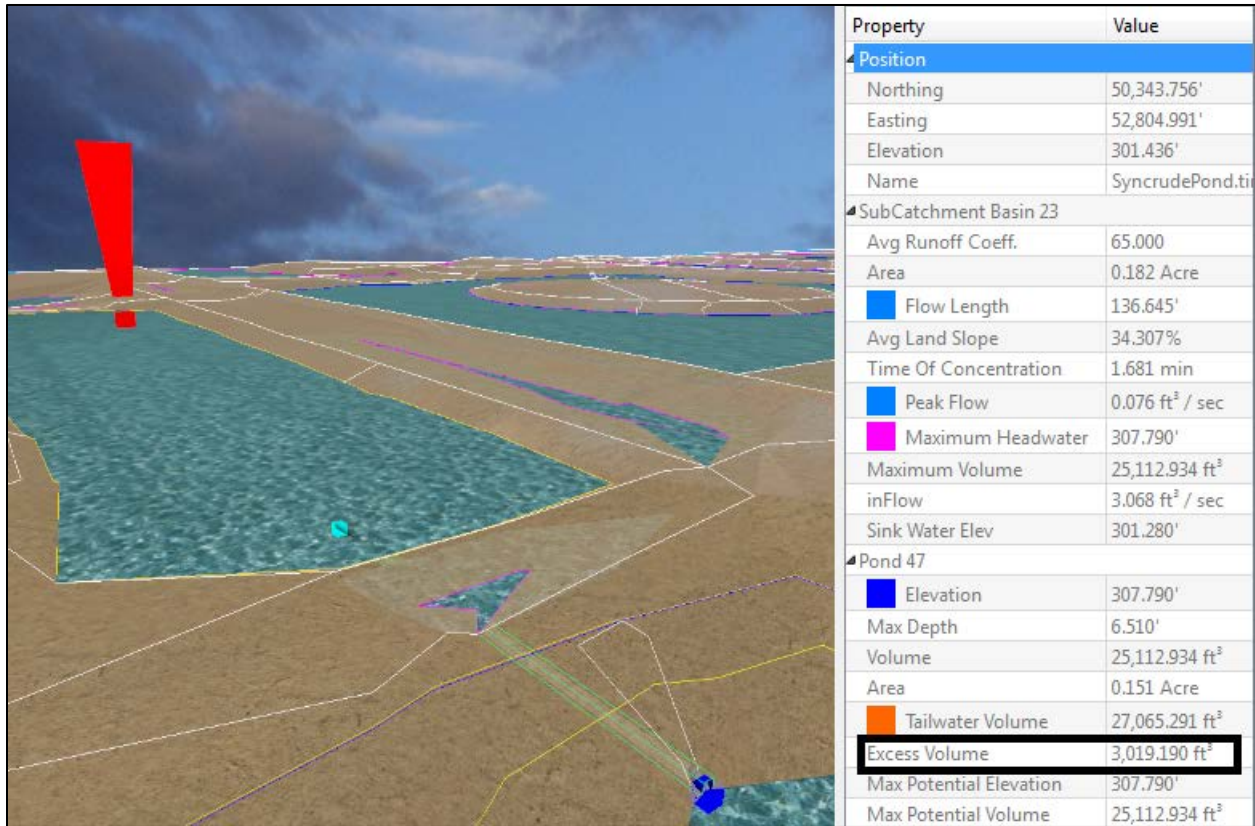 Property Value
Position
Northing 50,343.756'
Easting 52,804.991'
Elevation 301.436'
Name SyncrudePond.ti
SubCatchment Basin 23
Avg Runoff Coeff. 65.000
Area 0.182 Acre
Flow Length 136.645'
Avg Land Slope 34.307%
Time Of Concentration 1.681 min
Peak Flow 0.076 ft³ / sec
Maximum Headwater 307.790'
Maximum Volume 25,112.934 ft³
inFlow 3.068 ft³ / sec
Sink Water Elev 301.280'
Pond 47
Elevation 307.790'
Max Depth 6.510'
Volume 25,112.934 ft³
Area 0.151 Acre
Tailwater Volume 27,065.291 ft³
Excess Volume 3,019.190 ft³
Max Potential Elevation 307.790'
Max Potential Volume 25,112.934 ft³